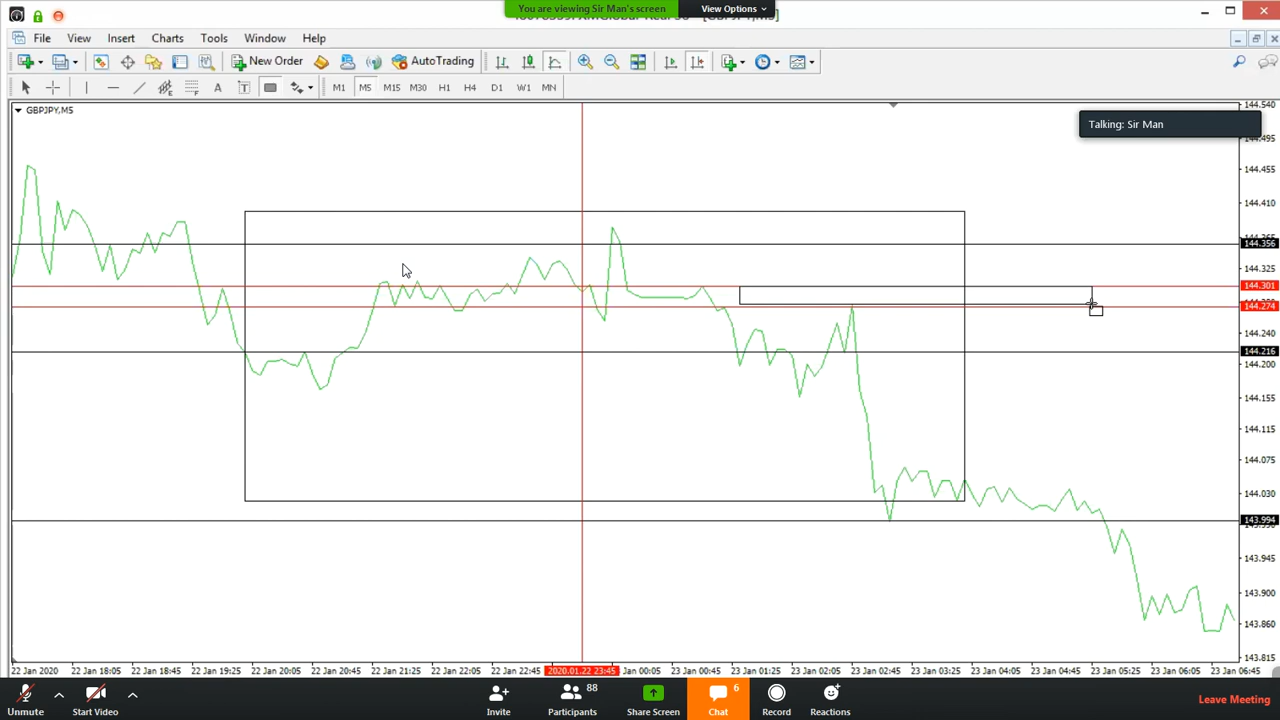 You are viewing Sir Man's screen
View Options
File View Insert Charts Tools Window Help
New Order AutoTrading
M1 M5 M15 M30 H1 H4 D1 W1 MN
GBPJPY,M5
Talking: Sir Man
144.540
144.495
144.455
144.410
144.356
144.325
144.301
144.274
144.240
144.216
144.200
144.155
144.115
144.075
144.030
143.994
143.945
143.900
143.860
143.815
22 Jan 2020 22 Jan 18:05 22 Jan 18:45 22 Jan 19:25 22 Jan 20:05 22 Jan 20:45 22 Jan 21:25 22 Jan 22:05 22 Jan 22:45 2020.01.22 23:45 Jan 00:05 23 Jan 00:45 23 Jan 01:25 23 Jan 02:05 23 Jan 02:45 23 Jan 03:25 23 Jan 04:05 23 Jan 04:45 23 Jan 05:25 23 Jan 06:05 23 Jan 06:45
88 6
Unmute Start Video Invite Participants Share Screen Chat Record Reactions Leave Meeting